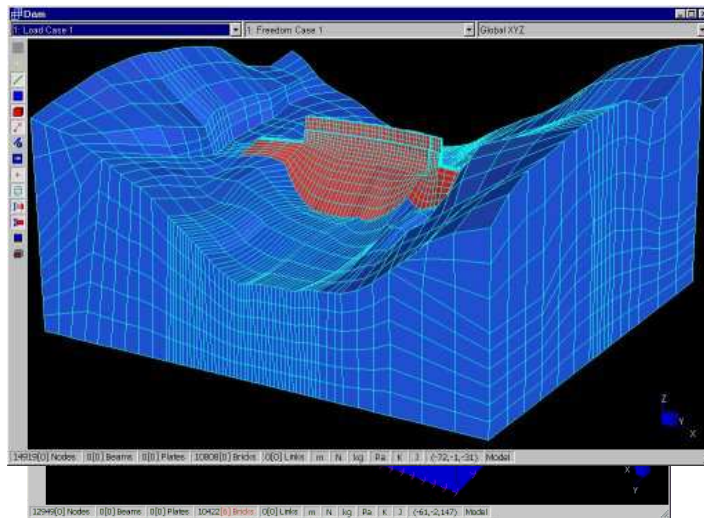 Dam
1: Load Case 1 1: Freedom Case 1 Global XYZ
Z
Y
X
14919[0] Nodes 0[0] Beams 0[0] Plates 10808[0] Bricks 0[0] Links m N kg Pa K J (-72,-1,-31) Model
X
Y
12949[0] Nodes 0[0] Beams 0[0] Plates 10422[6] Bricks 0[0] Links m N kg Pa K J (-61,-2,147) Model